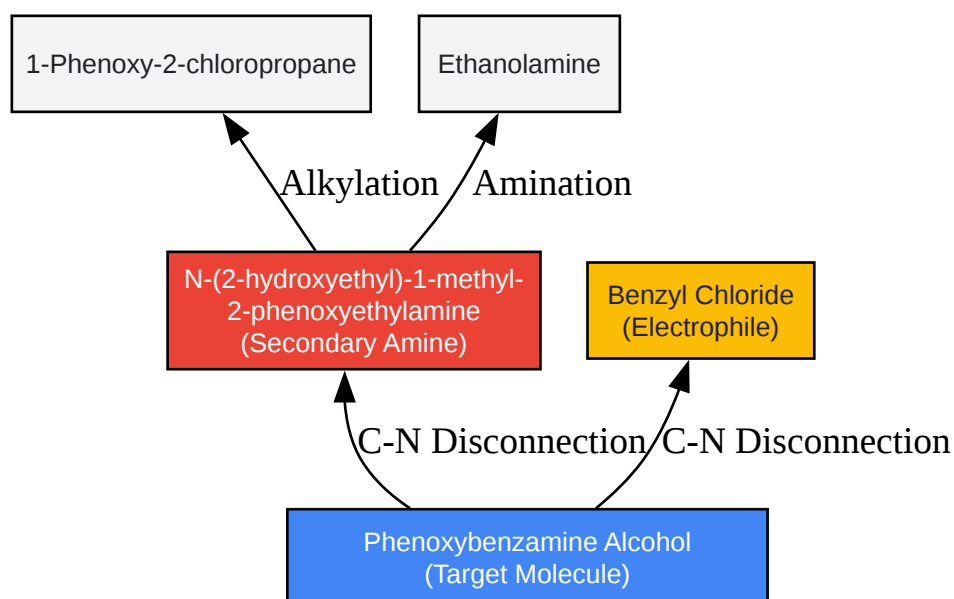 1-Phenoxy-2-chloropropane
Ethanolamine
Alkylation
Amination
N-(2-hydroxyethyl)-1-methyl-
2-phenoxyethylamine
(Secondary Amine)
Benzyl Chloride
(Electrophile)
C-N Disconnection
C-N Disconnection
Phenoxybenzamine Alcohol
(Target Molecule)